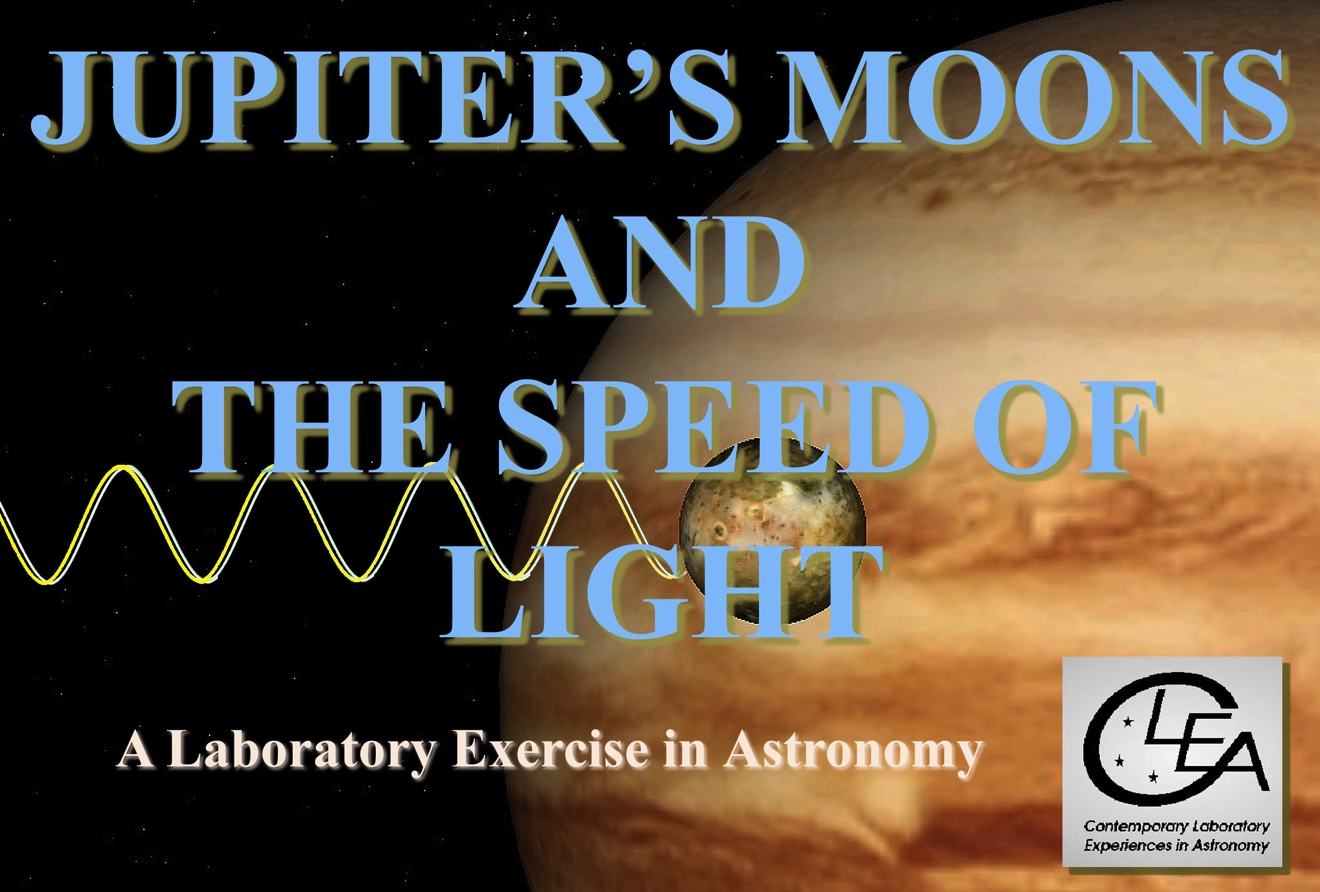 JUPITER’S MOONS
AND
THE SPEED OF
LIGHT
A Laboratory Exercise in Astronomy
CLEA
Contemporary Laboratory
Experiences in Astronomy